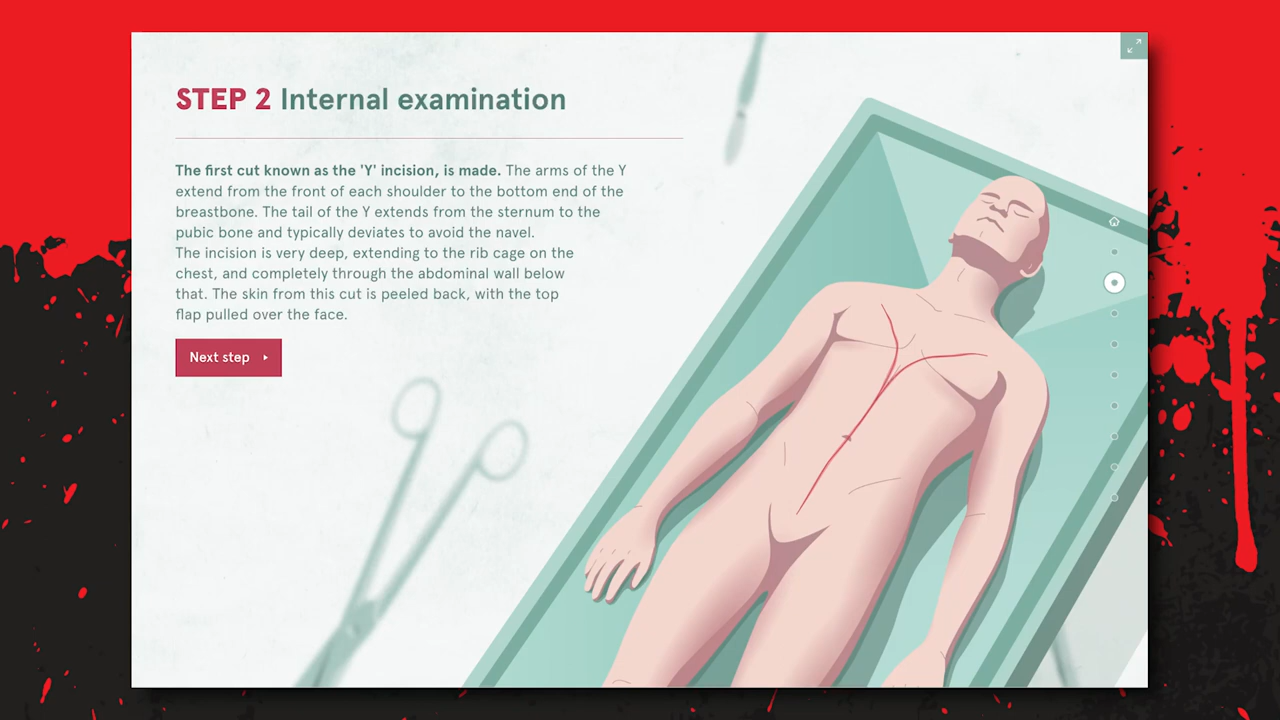 STEP 2 Internal examination
The first cut known as the 'Y' incision, is made. The arms of the Y
extend from the front of each shoulder to the bottom end of the
breastbone. The tail of the Y extends from the sternum to the
pubic bone and typically deviates to avoid the navel.
The incision is very deep, extending to the rib cage on the
chest, and completely through the abdominal wall below
that. The skin from this cut is peeled back, with the top
flap pulled over the face.
Next step